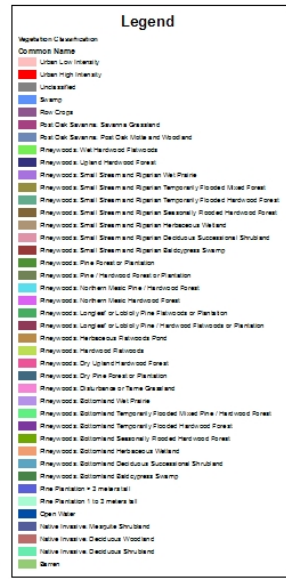 Legend
Vegetation Classification
Common Name
Urban Low Intensity
Urban High Intensity
Unclassified
Swamp
Row Crops
Post Oak Savanna: Savanna Grassland
Post Oak Savanna: Post Oak Motte and Woodland
Pineywoods: Wet Hardwood Flatwoods
Pineywoods: Upland Hardwood Forest
Pineywoods: Small Stream and Riparian Wet Prairie
Pineywoods: Small Stream and Riparian Temporarily Flooded Mixed Forest
Pineywoods: Small Stream and Riparian Temporarily Flooded Hardwood Forest
Pineywoods: Small Stream and Riparian Seasonally Flooded Hardwood Forest
Pineywoods: Small Stream and Riparian Herbaceous Wetland
Pineywoods: Small Stream and Riparian Deciduous Successional Shrubland
Pineywoods: Small Stream and Riparian Baldcypress Swamp
Pineywoods: Pine Forest or Plantation
Pineywoods: Pine / Hardwood Forest or Plantation
Pineywoods: Northern Mesic Pine / Hardwood Forest
Pineywoods: Northern Mesic Hardwood Forest
Pineywoods: Longleaf or Loblolly Pine Flatwoods or Plantation
Pineywoods: Longleaf or Loblolly Pine / Hardwood Flatwoods or Plantation
Pineywoods: Herbaceous Flatwoods Pond
Pineywoods: Hardwood Flatwoods
Pineywoods: Dry Upland Hardwood Forest
Pineywoods: Dry Pine Forest or Plantation
Pineywoods: Disturbance or Tame Grassland
Pineywoods: Bottomland Wet Prairie
Pineywoods: Bottomland Temporarily Flooded Mixed Pine / Hardwood Forest
Pineywoods: Bottomland Temporarily Flooded Hardwood Forest
Pineywoods: Bottomland Seasonally Flooded Hardwood Forest
Pineywoods: Bottomland Herbaceous Wetland
Pineywoods: Bottomland Deciduous Successional Shrubland
Pineywoods: Bottomland Baldcypress Swamp
Pine Plantation > 3 meters tall
Pine Plantation 1 to 3 meters tall
Open Water
Native Invasive: Mesquite Shrubland
Native Invasive: Deciduous Woodland
Native Invasive: Deciduous Shrubland
Barren